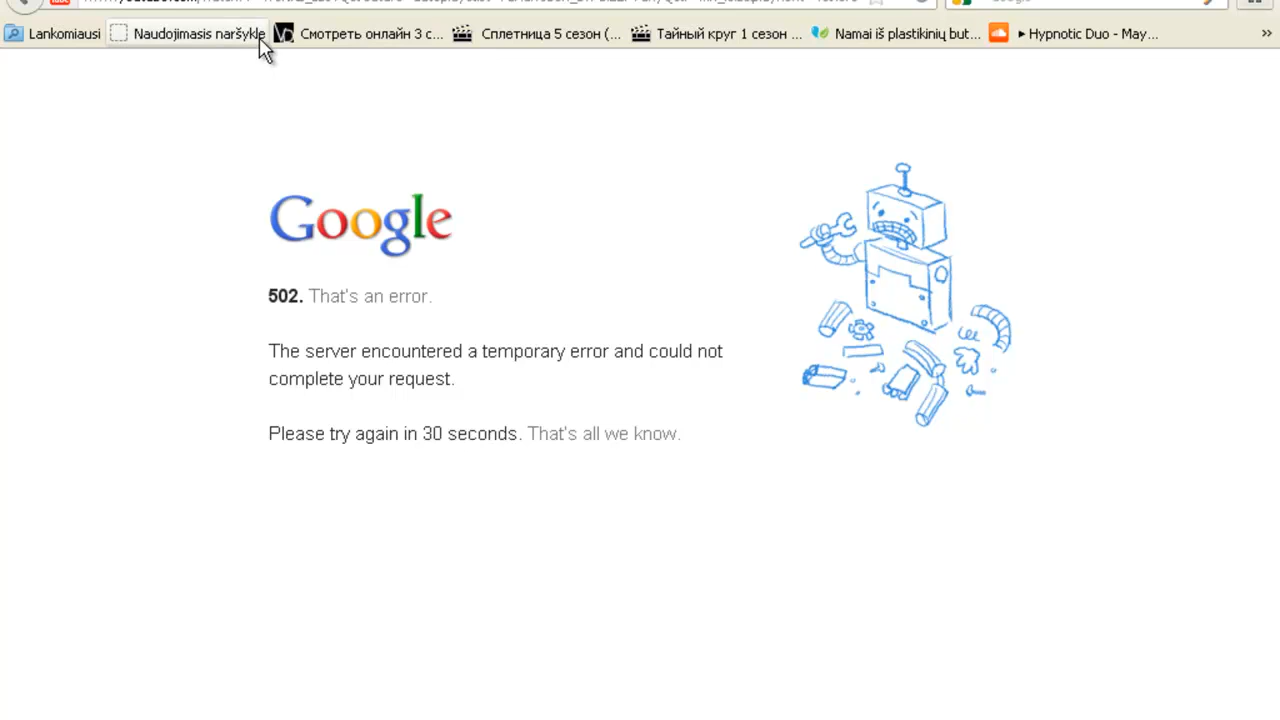 Lankomiausi Naudojimasis naršykle Смотреть онлайн 3 с... Сплетница 5 сезон (... Тайный круг 1 сезон ... Namai iš plastikinių but... ►Hypnotic Duo - May... »
Google
502. That's an error.
The server encountered a temporary error and could not
complete your request.
Please try again in 30 seconds. That's all we know.